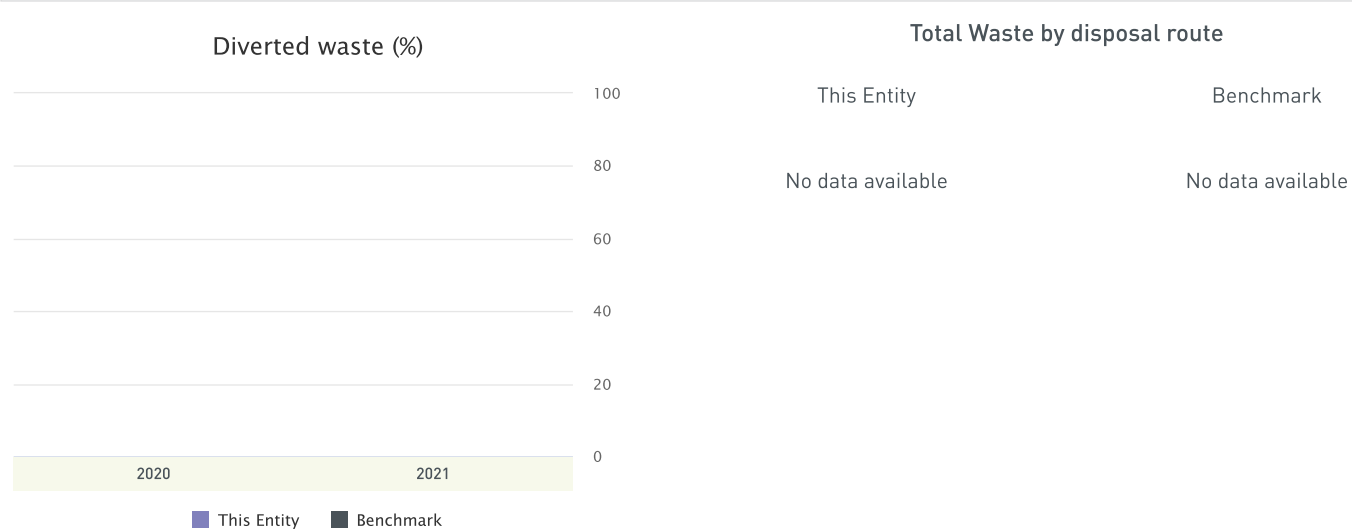 Diverted waste (%)
100
80
60
40
20
0
2020 2021
This Entity Benchmark
Total Waste by disposal route
This Entity Benchmark
No data available No data available